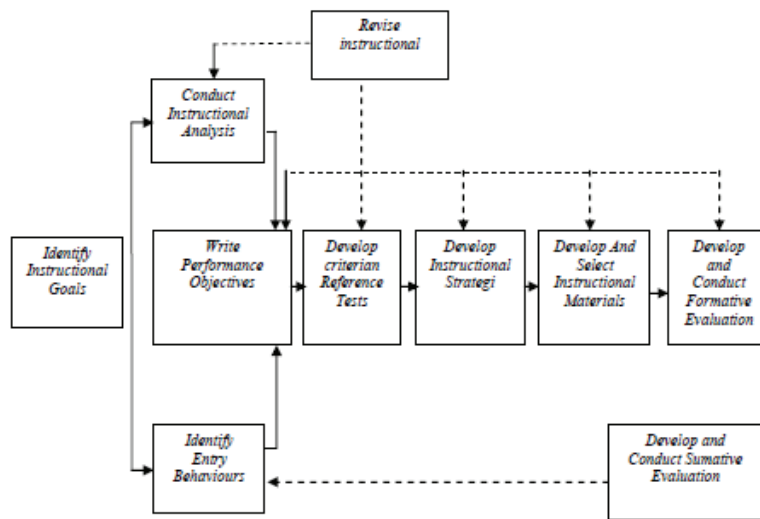 Revise
instructional
Conduct
Instructional
Analysis
Identify
Instructional
Goals
Write
Performance
Objectives
Develop
criterian
Reference
Tests
Develop
Instructional
Strategi
Develop And
Select
Instructional
Materials
Develop
and
Conduct
Formative
Evaluation
Identify
Entry
Behaviours
Develop and
Conduct Sumative
Evaluation